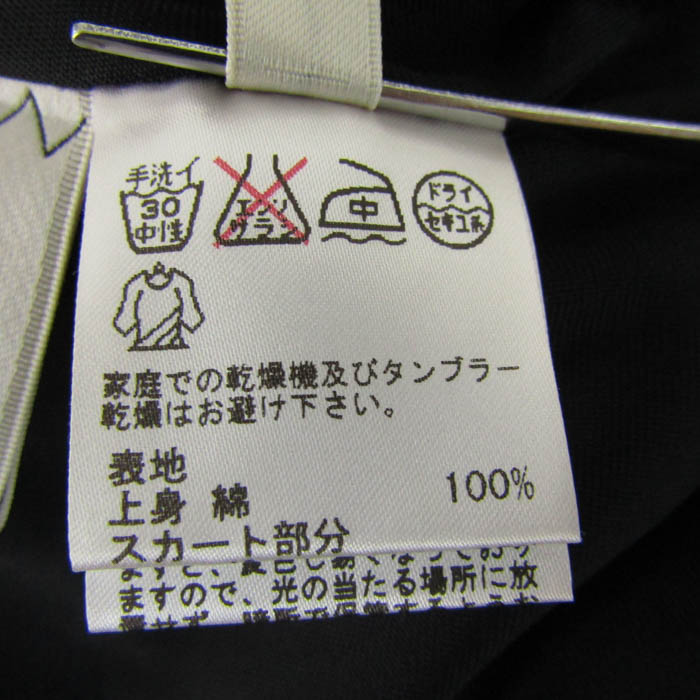 手洗イ
30
中性
エンソ
サラシ
中
ドライ
セキユ系
家庭での乾燥機及びタンブラー
乾燥はお避け下さい。
表地
上身 綿 100%
スカート部分
ますので、光の当たる場所に放